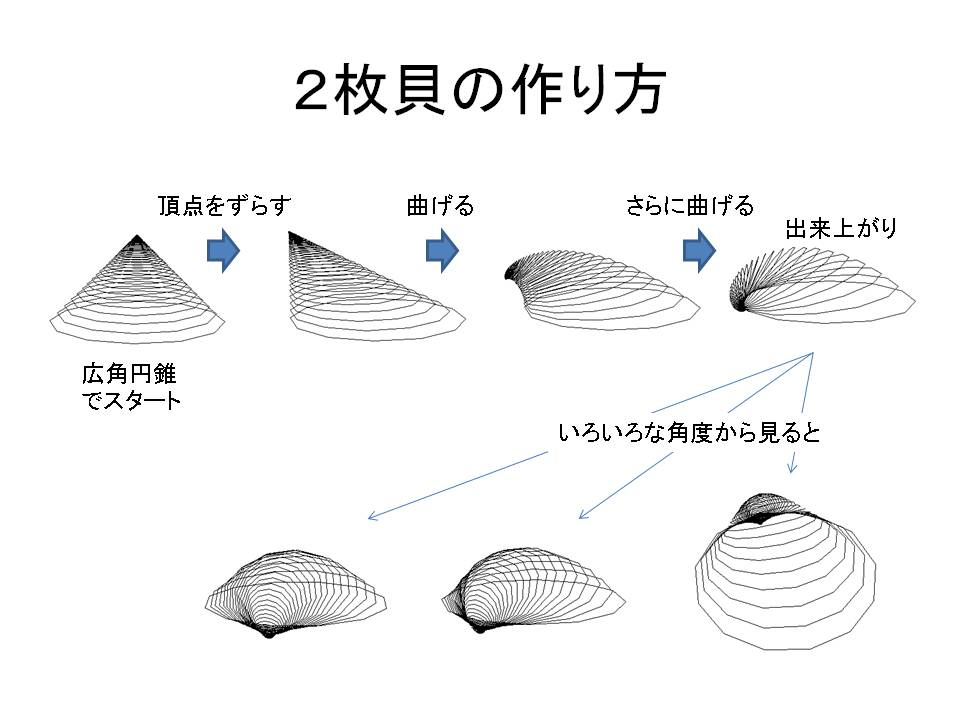 ２枚貝の作り方
頂点をずらす
曲げる
さらに曲げる
出来上がり
広角円錐
でスタート
いろいろな角度から見ると